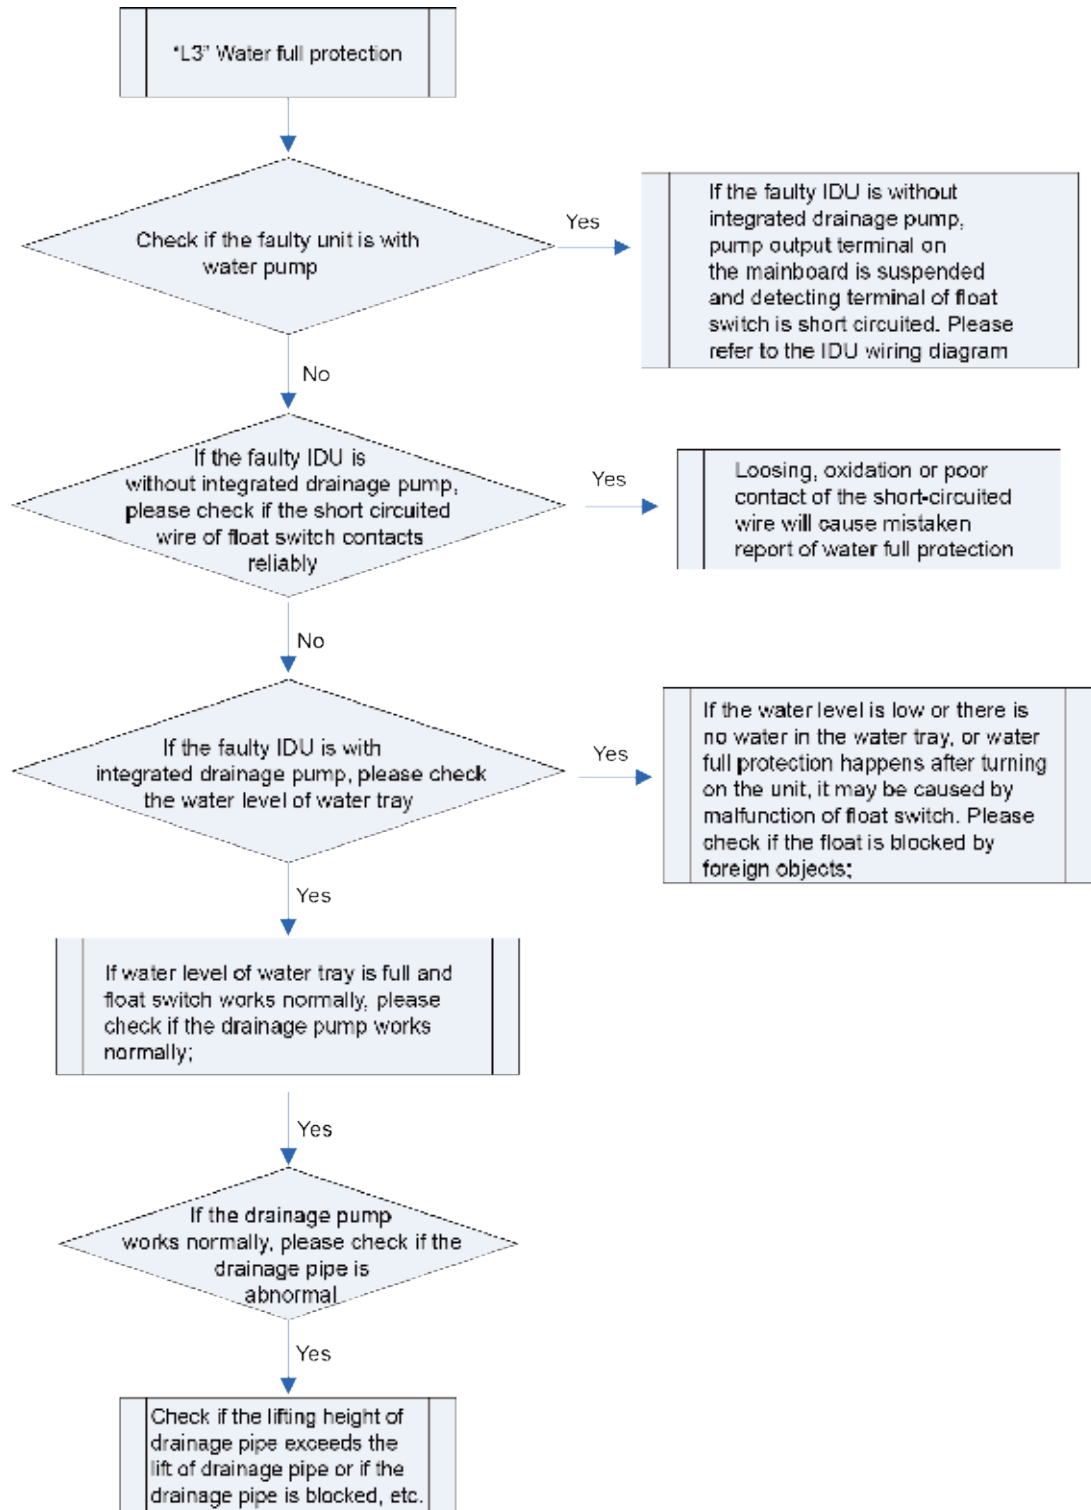 "L3" Water full protection
Check if the faulty unit is with
water pump
Yes
If the faulty IDU is without
integrated drainage pump,
pump output terminal on
the mainboard is suspended
and detecting terminal of float
switch is short circuited. Please
refer to the IDU wiring diagram
No
If the faulty IDU is
without integrated drainage pump,
please check if the short circuited
wire of float switch contacts
reliably
Yes
Loosing, oxidation or poor
contact of the short-circuited
wire will cause mistaken
report of water full protection
No
If the faulty IDU is with
integrated drainage pump, please check
the water level of water tray
Yes
If the water level is low or there is
no water in the water tray, or water
full protection happens after turning
on the unit, it may be caused by
malfunction of float switch. Please
check if the float is blocked by
foreign objects;
Yes
If water level of water tray is full and
float switch works normally, please
check if the drainage pump works
normally;
Yes
If the drainage pump
works normally, please check if the
drainage pipe is
abnormal
Yes
Check if the lifting height of
drainage pipe exceeds the
lift of drainage pipe or if the
drainage pipe is blocked, etc.